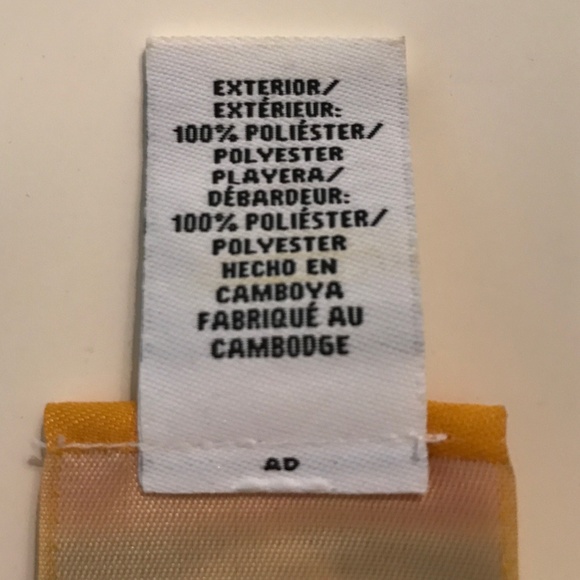 EXTERIOR/
EXTÉRIEUR:
100% POLIÉSTER/
POLYESTER
PLAYERA/
DÉBARDEUR:
100% POLIÉSTER/
POLYESTER
HECHO EN
CAMBOYA
FABRIQUÉ AU
CAMBODGE
AD